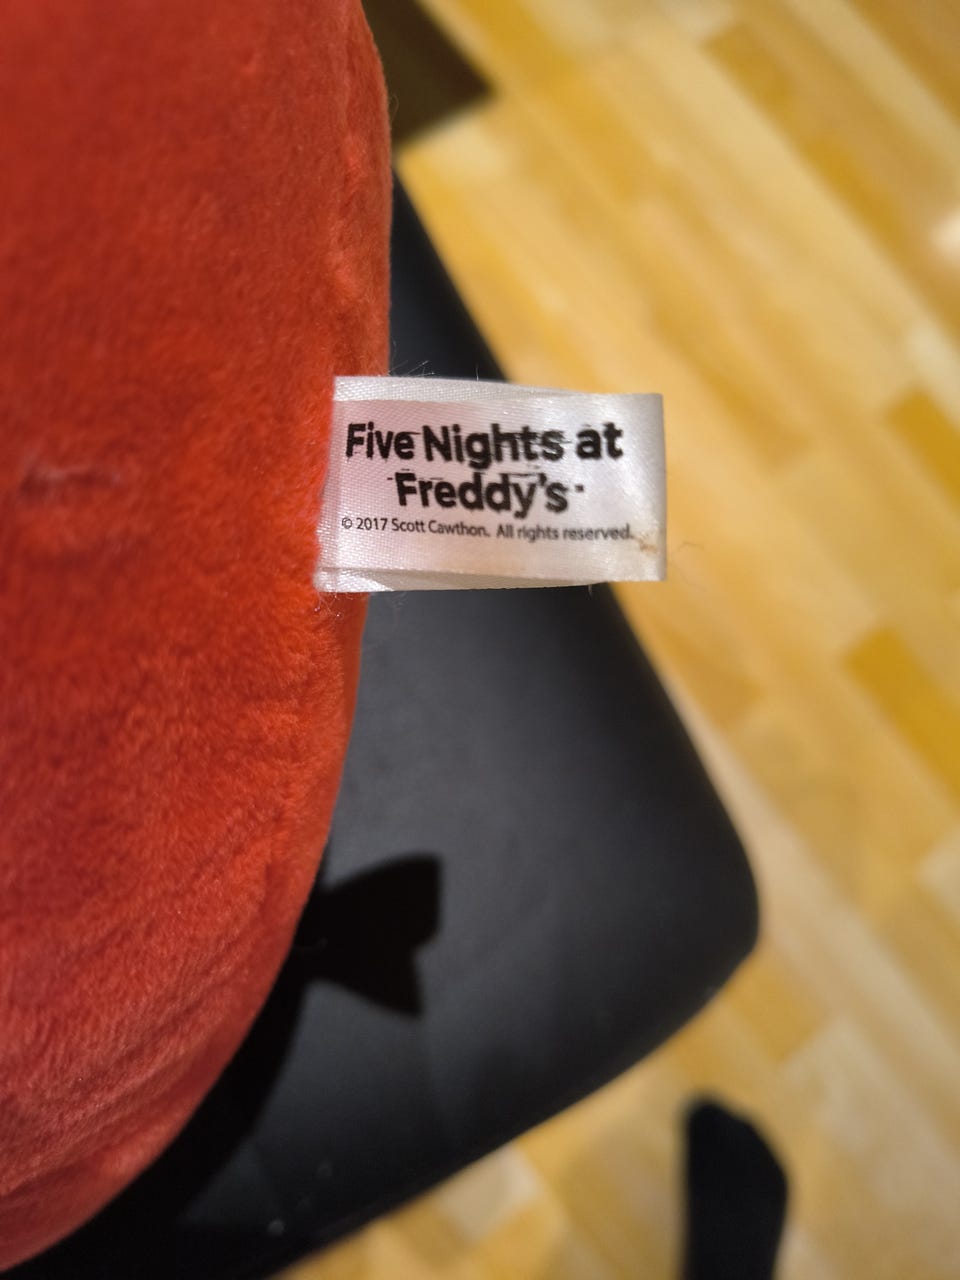 Five Nights at
Freddy's
© 2017 Scott Cawthon. All rights reserved.